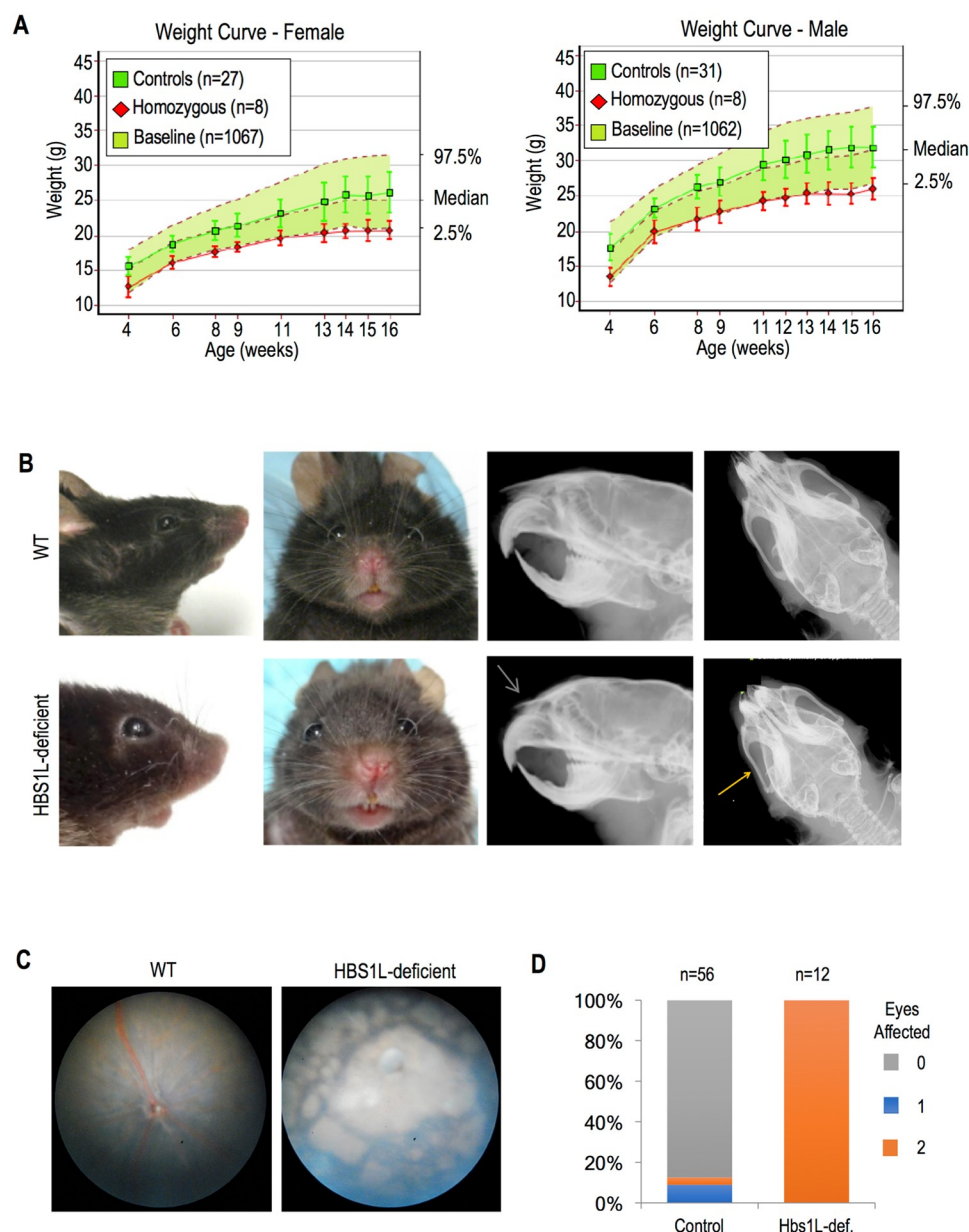 A
Weight Curve - Female
Weight (g)
45
40
35
30
25
20
15
10
Controls (n=27)
Homozygous (n=8)
Baseline (n=1067)
97.5%
Median
2.5%
4 6 8 9 11 13 14 15 16
Age (weeks)
Weight Curve - Male
Weight (g)
45
40
35
30
25
20
15
10
Controls (n=31)
Homozygous (n=8)
Baseline (n=1062)
97.5%
Median
2.5%
4 6 8 9 11 12 13 14 15 16
Age (weeks)
B
WT
HBS1L-deficient
C
WT
HBS1L-deficient
D
n=56
n=12
100%
80%
60%
40%
20%
0%
Control
Hbs1L-def.
Eyes
Affected
0
1
2